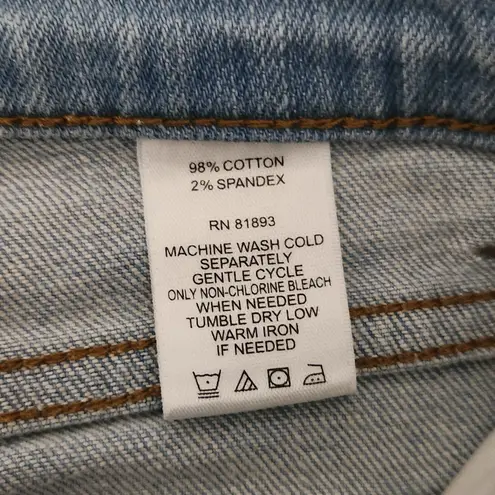 98% COTTON
2% SPANDEX
RN 81893
MACHINE WASH COLD
SEPARATELY
GENTLE CYCLE
ONLY NON-CHLORINE BLEACH
WHEN NEEDED
TUMBLE DRY LOW
WARM IRON
IF NEEDED